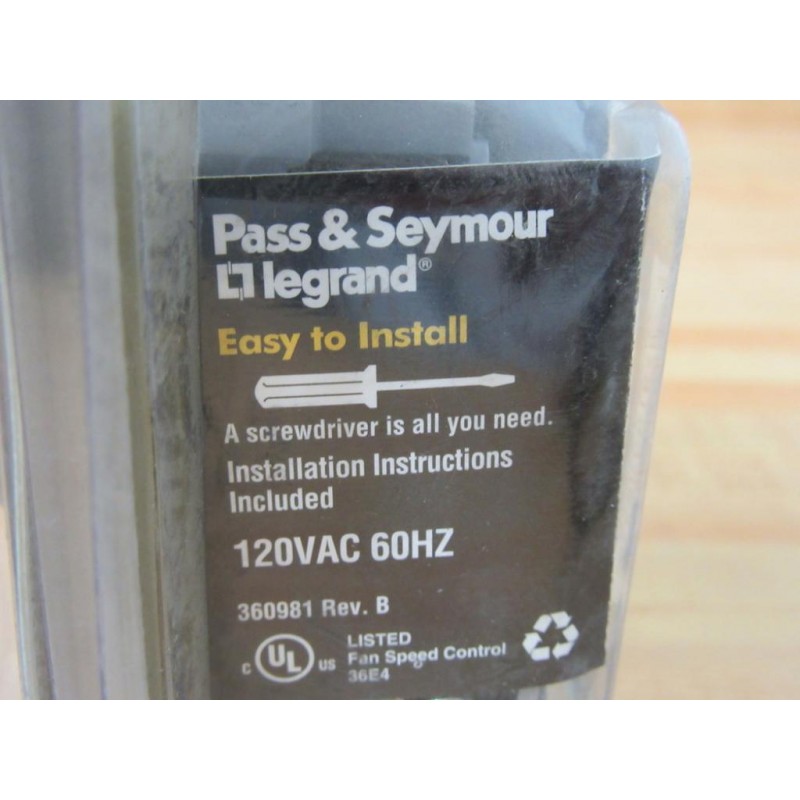 Pass & Seymour
legrand®
Easy to Install
A screwdriver is all you need.
Installation Instructions
Included
120VAC 60HZ
360981 Rev. B
C UL US
LISTED
Fan Speed Control
36E4